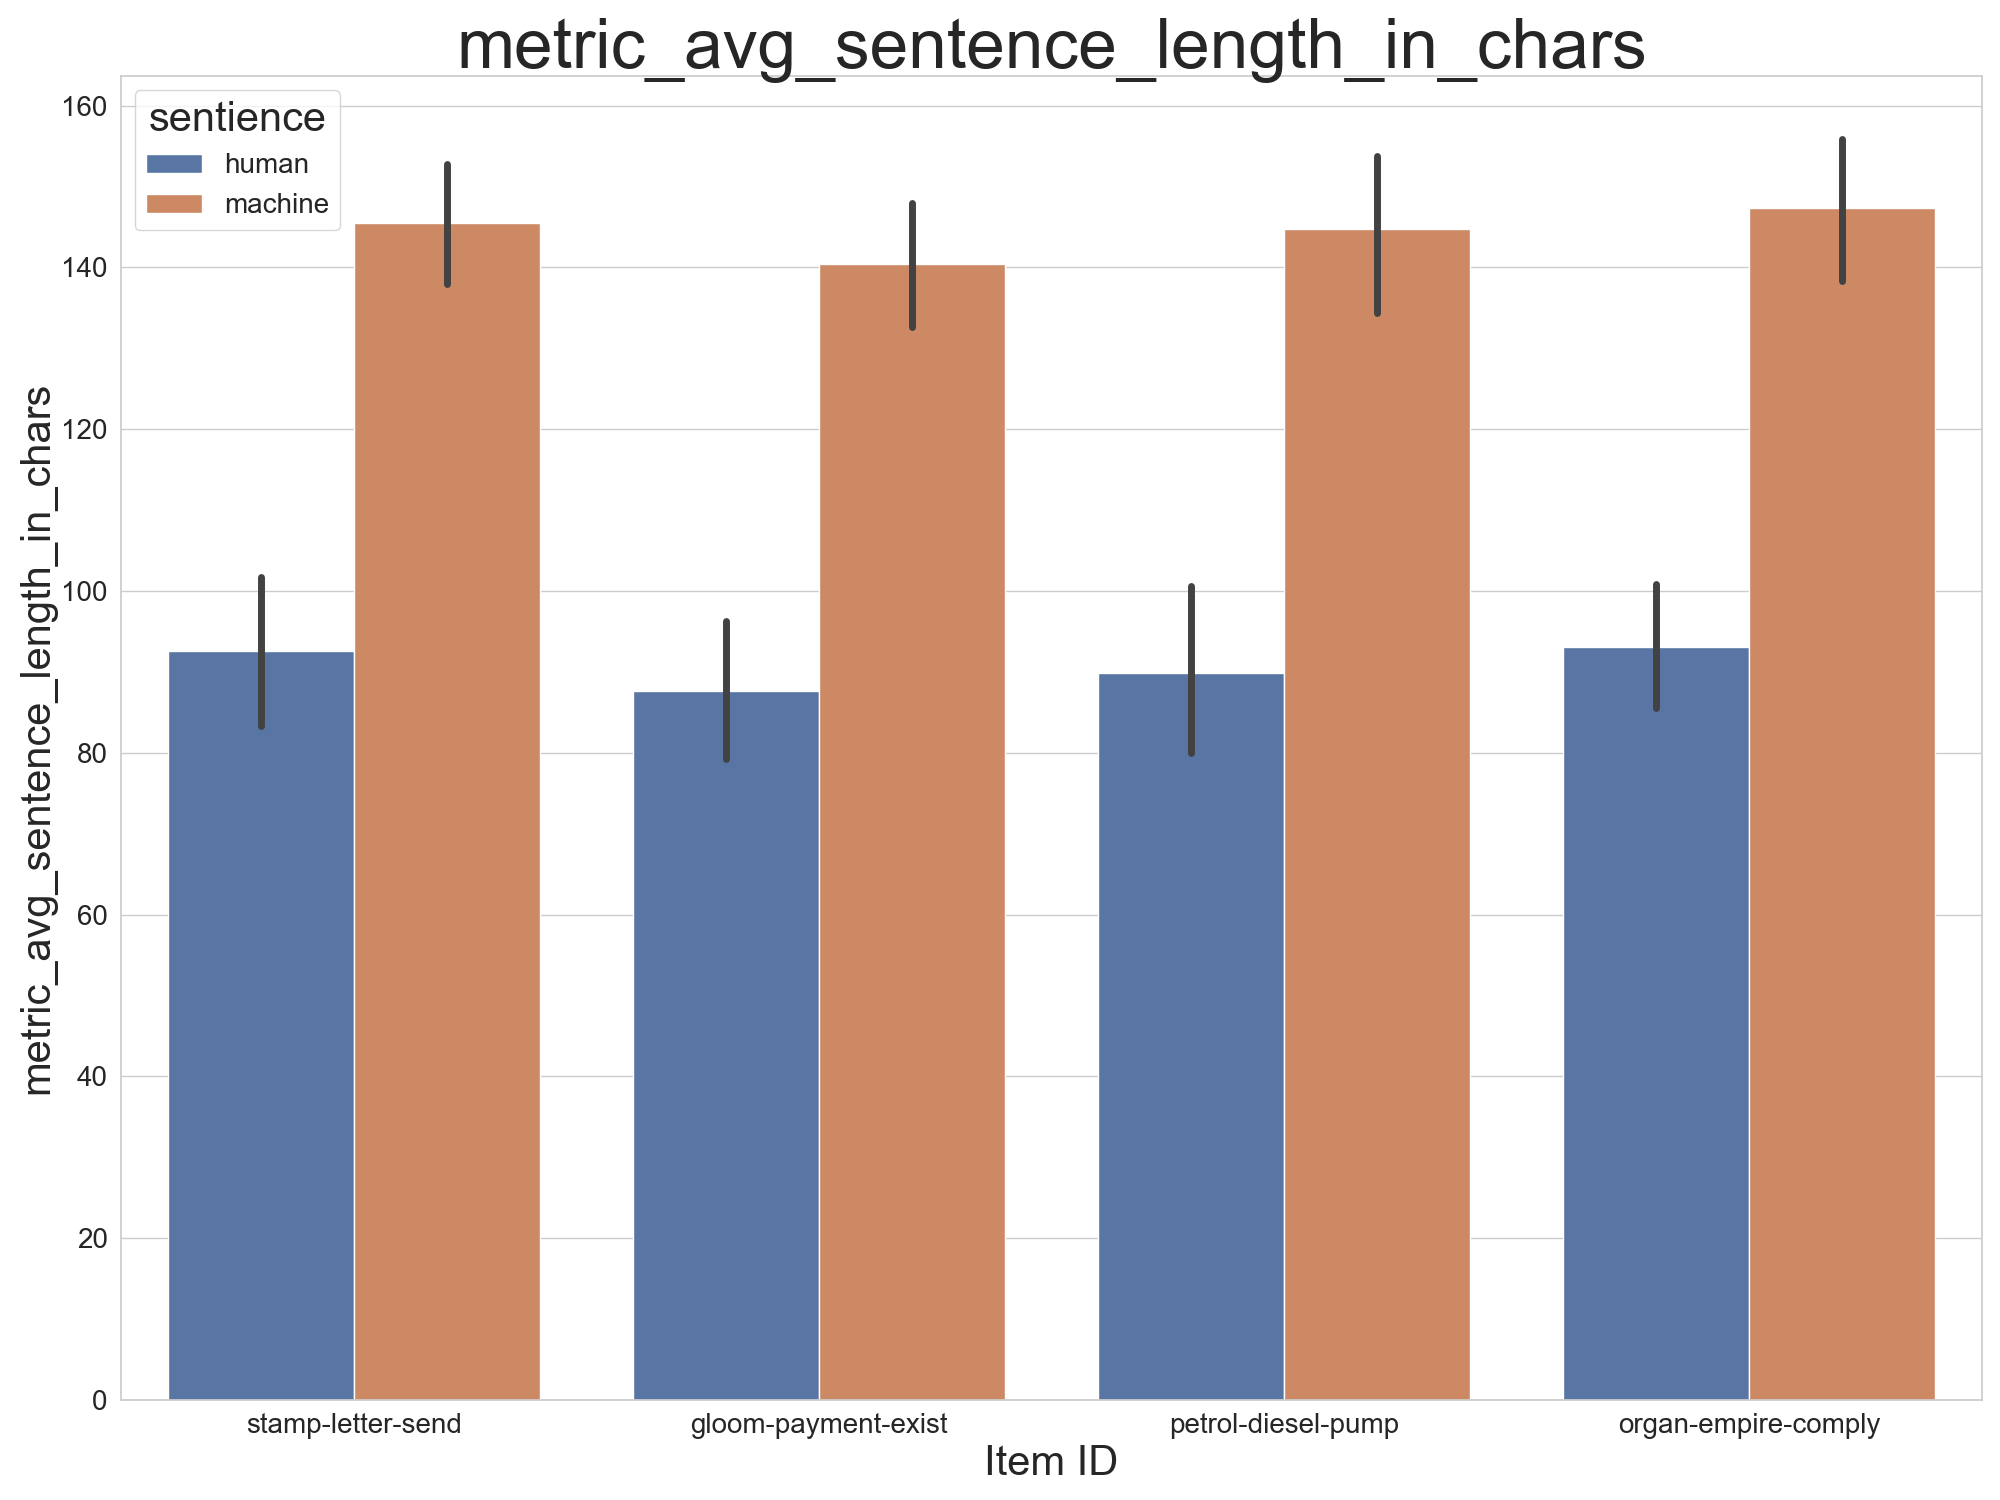 metric_avg_sentence_length_in_chars
sentience
human
machine
metric_avg_sentence_length_in_chars
160
140
120
100
80
60
40
20
0
stamp-letter-send
gloom-payment-exist
petrol-diesel-pump
organ-empire-comply
Item ID